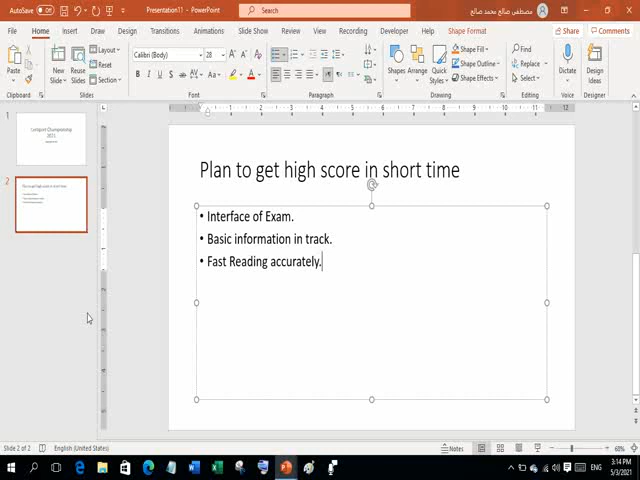 AutoSave Off
Presentation11 - PowerPoint
Search
مصطفى صالح محمد صالح
File Home Insert Draw Design Transitions Animations Slide Show Review View Recording Help Developer Shape Format Share Comments
Paste
New Slide
Reuse Slides
Layout
Reset
Section
Calibri (Body) 28
Shapes
Arrange
Quick Styles
Shape Fill
Shape Outline
Shape Effects
Find
Replace
Select
Dictate
Design Ideas
Clipboard Slides Font Paragraph Drawing Editing Voice Designer
1
2
Plan to get high score in short time
• Interface of Exam.
• Basic information in track.
• Fast Reading accurately.
Slide 2 of 2 English (United States) Notes 68%
ENG
3:14 PM
5/3/2021